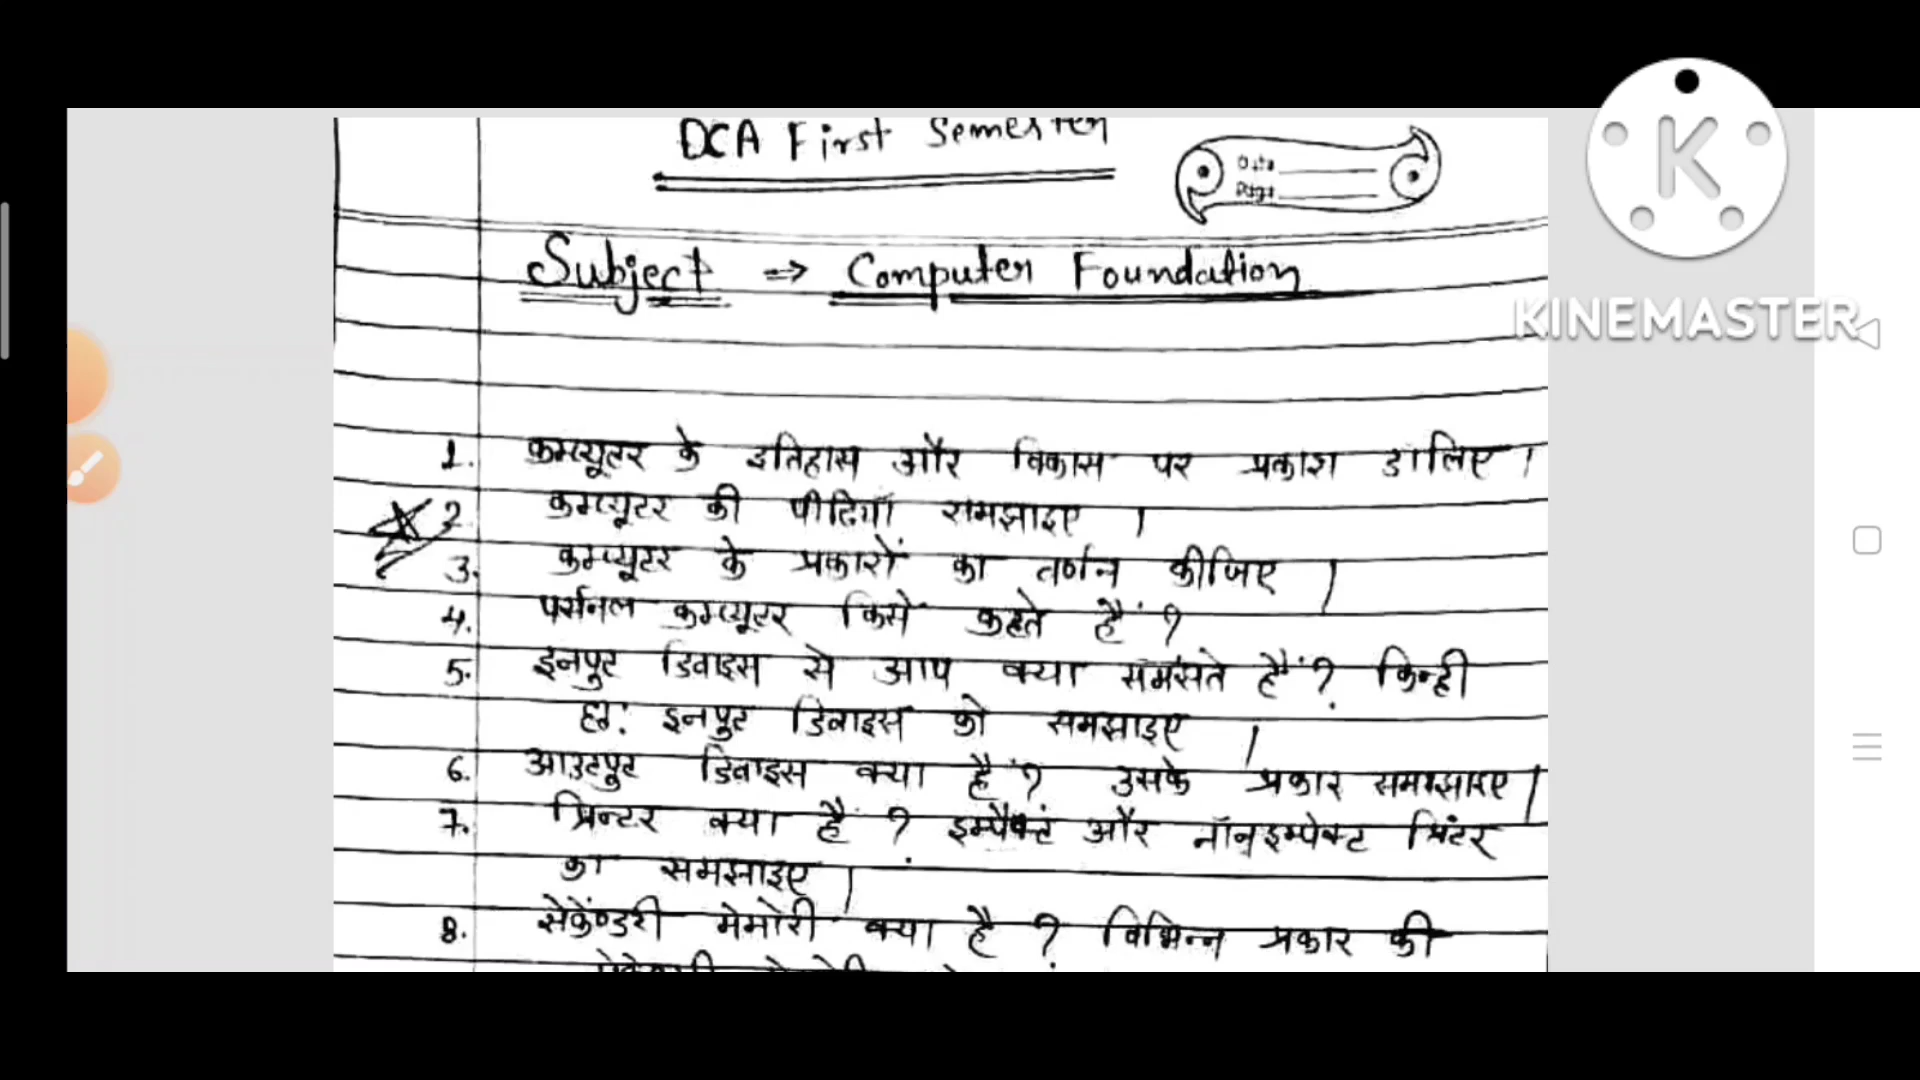 DCA First Semester
Date
Page
Subject ⇒ Computer Foundation
KINEMASTER
1. कम्प्यूटर के इतिहास और विकास पर प्रकाश डालिए ।
2 कम्प्यूटर की पीढियाँ समझाइए ।
3. कम्प्यूटर के प्रकारों का वर्णन कीजिए ।
4. पर्सनल कम्प्यूटर किसे कहते हैं ?
5. इनपुट डिवाइस से आप क्या समझते हैं ? किन्ही
छः इनपुट डिवाइस को समझाइए ।
6. आउटपुट डिवाइस क्या है ? उसके प्रकार समझाइए ।
7. प्रिन्टर क्या है ? इम्पैक्ट और नॉनइम्पेक्ट प्रिंटर
का समझाइए ।
8. सेकेण्डरी मेमोरी क्या है ? विभिन्न प्रकार की